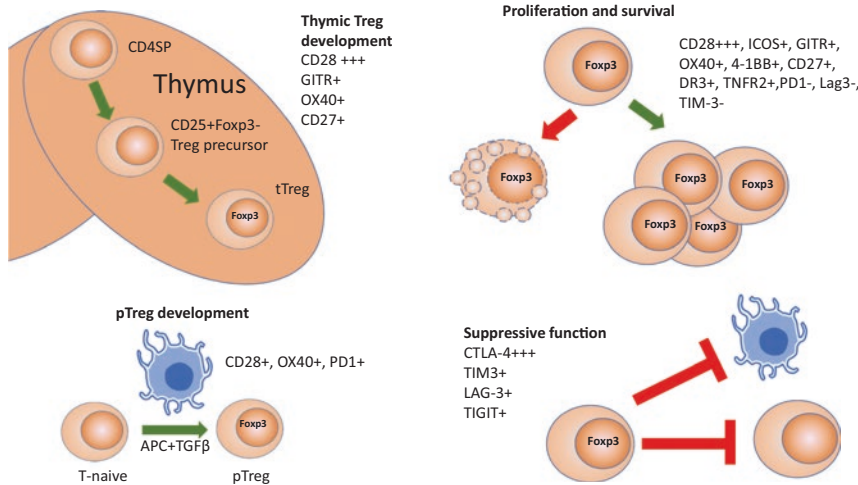 Thymic Treg
development
CD28 +++
GITR+
OX40+
CD27+
CD4SP
Thymus
CD25+Foxp3-
Treg precursor
tTreg
Foxp3
Proliferation and survival
CD28+++, ICOS+, GITR+,
OX40+, 4-1BB+, CD27+,
DR3+, TNFR2+,PD1-, Lag3-,
TIM-3-
Foxp3
Foxp3
Foxp3
Foxp3
Foxp3
Foxp3
pTreg development
CD28+, OX40+, PD1+
Foxp3
APC+TGFβ
T-naive
pTreg
Suppressive function
CTLA-4+++
TIM3+
LAG-3+
TIGIT+
Foxp3